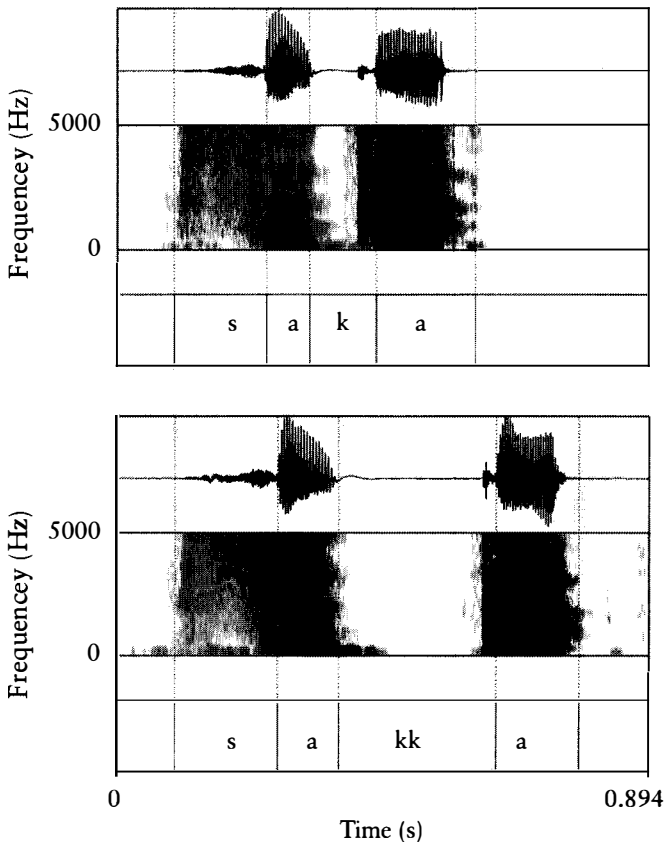 5000
Frequencey (Hz)
0
s a k a
5000
Frequencey (Hz)
0
s a kk a
0 0.894
Time (s)